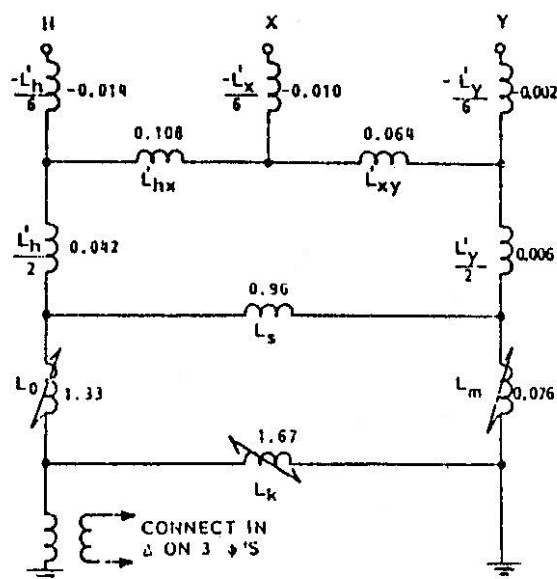 H X Y
-L'h/6 -0.014 -L'x/6 -0.010 -L'y/6 -0.002
0.108 0.064
L'hx L'xy
L'h/2 0.042 L'y/2 0.006
0.96
Ls
L0 1.33 Lm 0.076
1.67
Lk
CONNECT IN
Δ ON 3 φ'S